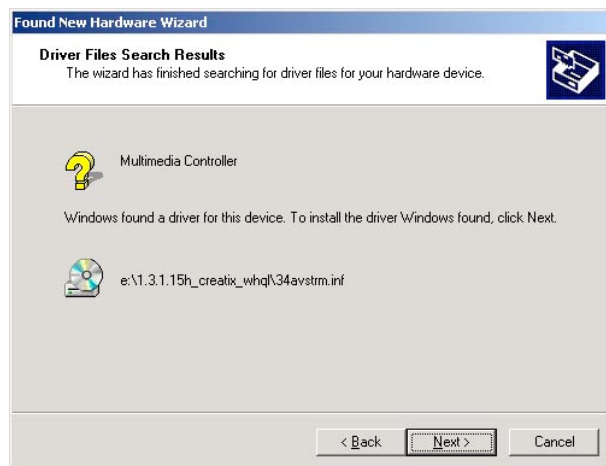 Found New Hardware Wizard
Driver Files Search Results
The wizard has finished searching for driver files for your hardware device.
Multimedia Controller
Windows found a driver for this device. To install the driver Windows found, click Next.
e:\1.3.1.15h_creatix_whql\34avstrm.inf
< Back Next > Cancel